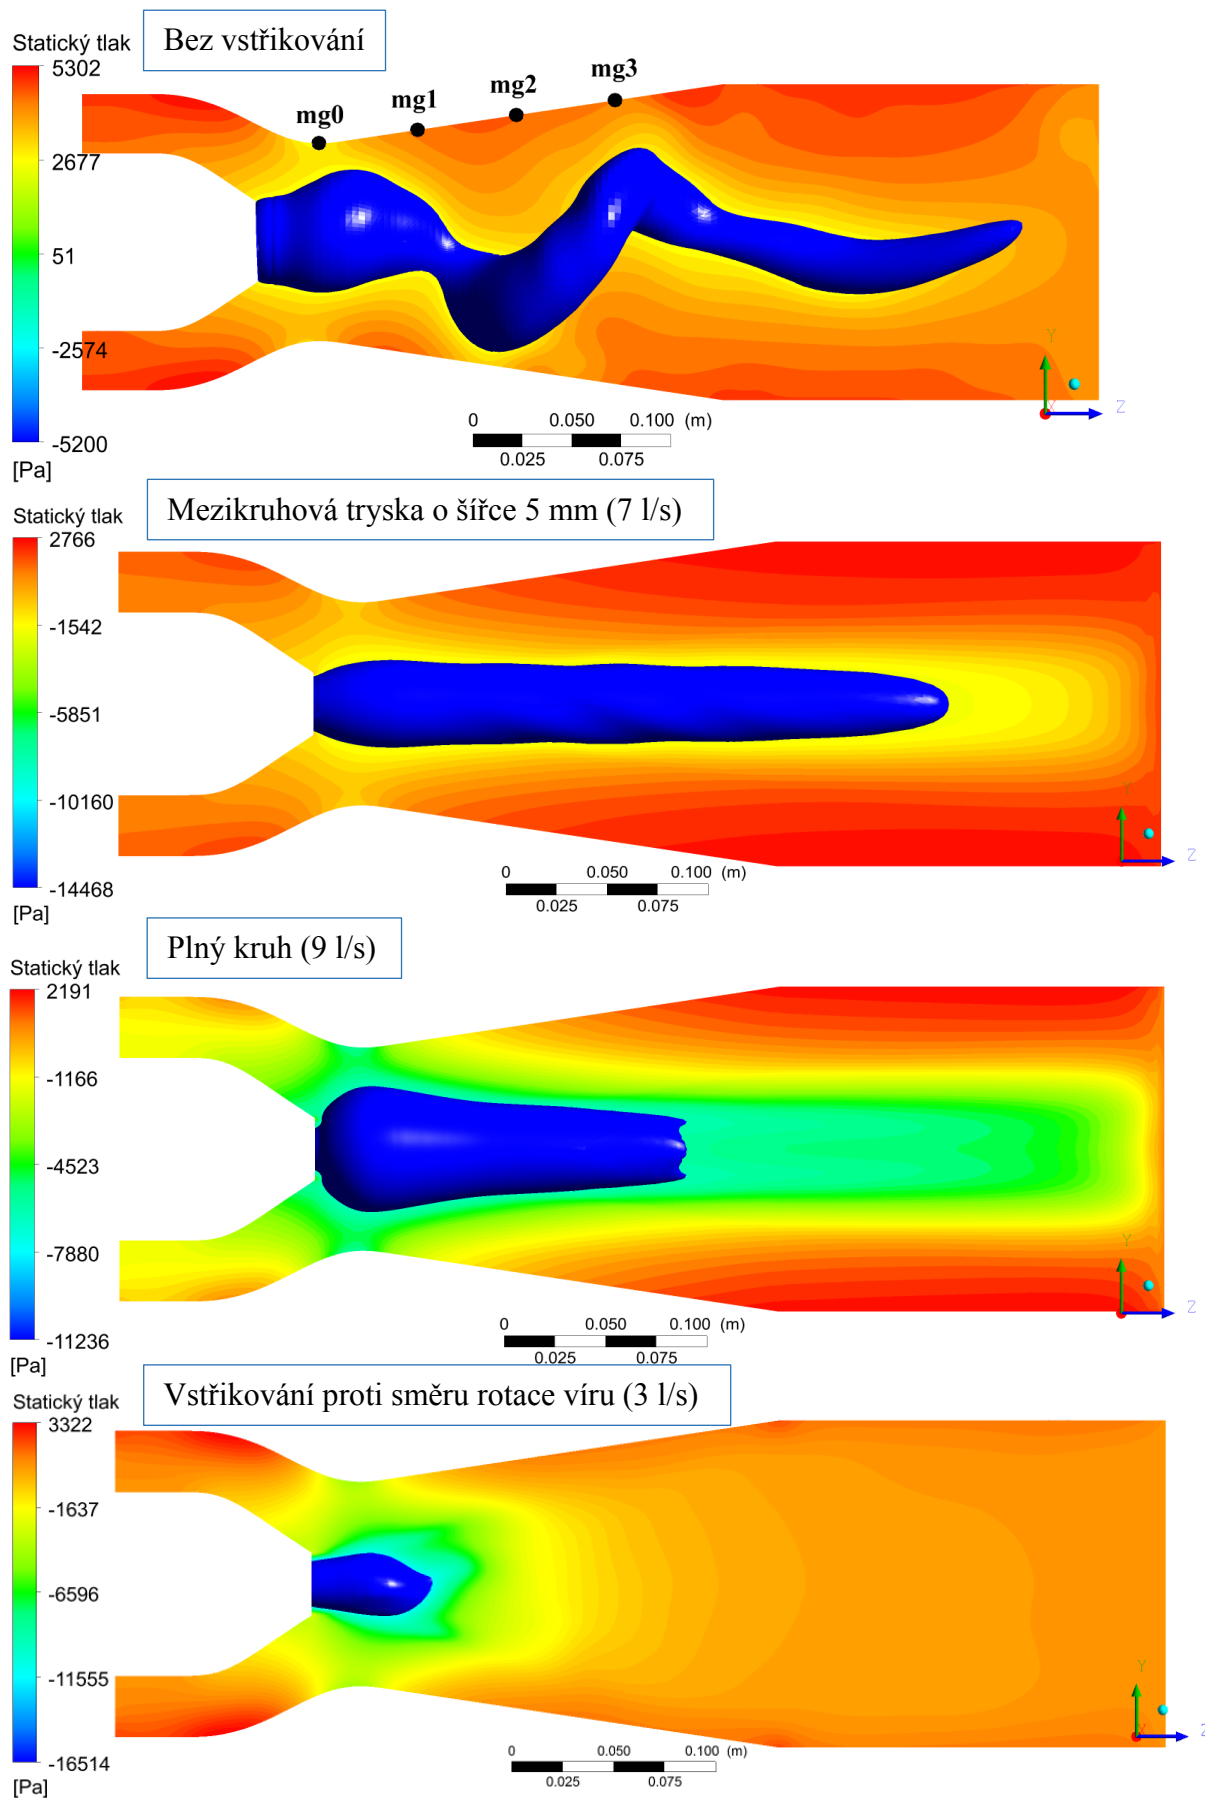 Bez vstřikování
Statický tlak
5302
2677
51
-2574
-5200
[Pa]
mg0
mg1
mg2
mg3
Y
X
Z
0 0.050 0.100 (m)
0.025 0.075
Mezikruhová tryska o šířce 5 mm (7 l/s)
Statický tlak
2766
-1542
-5851
-10160
-14468
[Pa]
Y
Z
0 0.050 0.100 (m)
0.025 0.075
Plný kruh (9 l/s)
Statický tlak
2191
-1166
-4523
-7880
-11236
[Pa]
Y
Z
0 0.050 0.100 (m)
0.025 0.075
Vstřikování proti směru rotace víru (3 l/s)
Statický tlak
3322
-1637
-6596
-11555
-16514
[Pa]
Y
X
Z
0 0.050 0.100 (m)
0.025 0.075